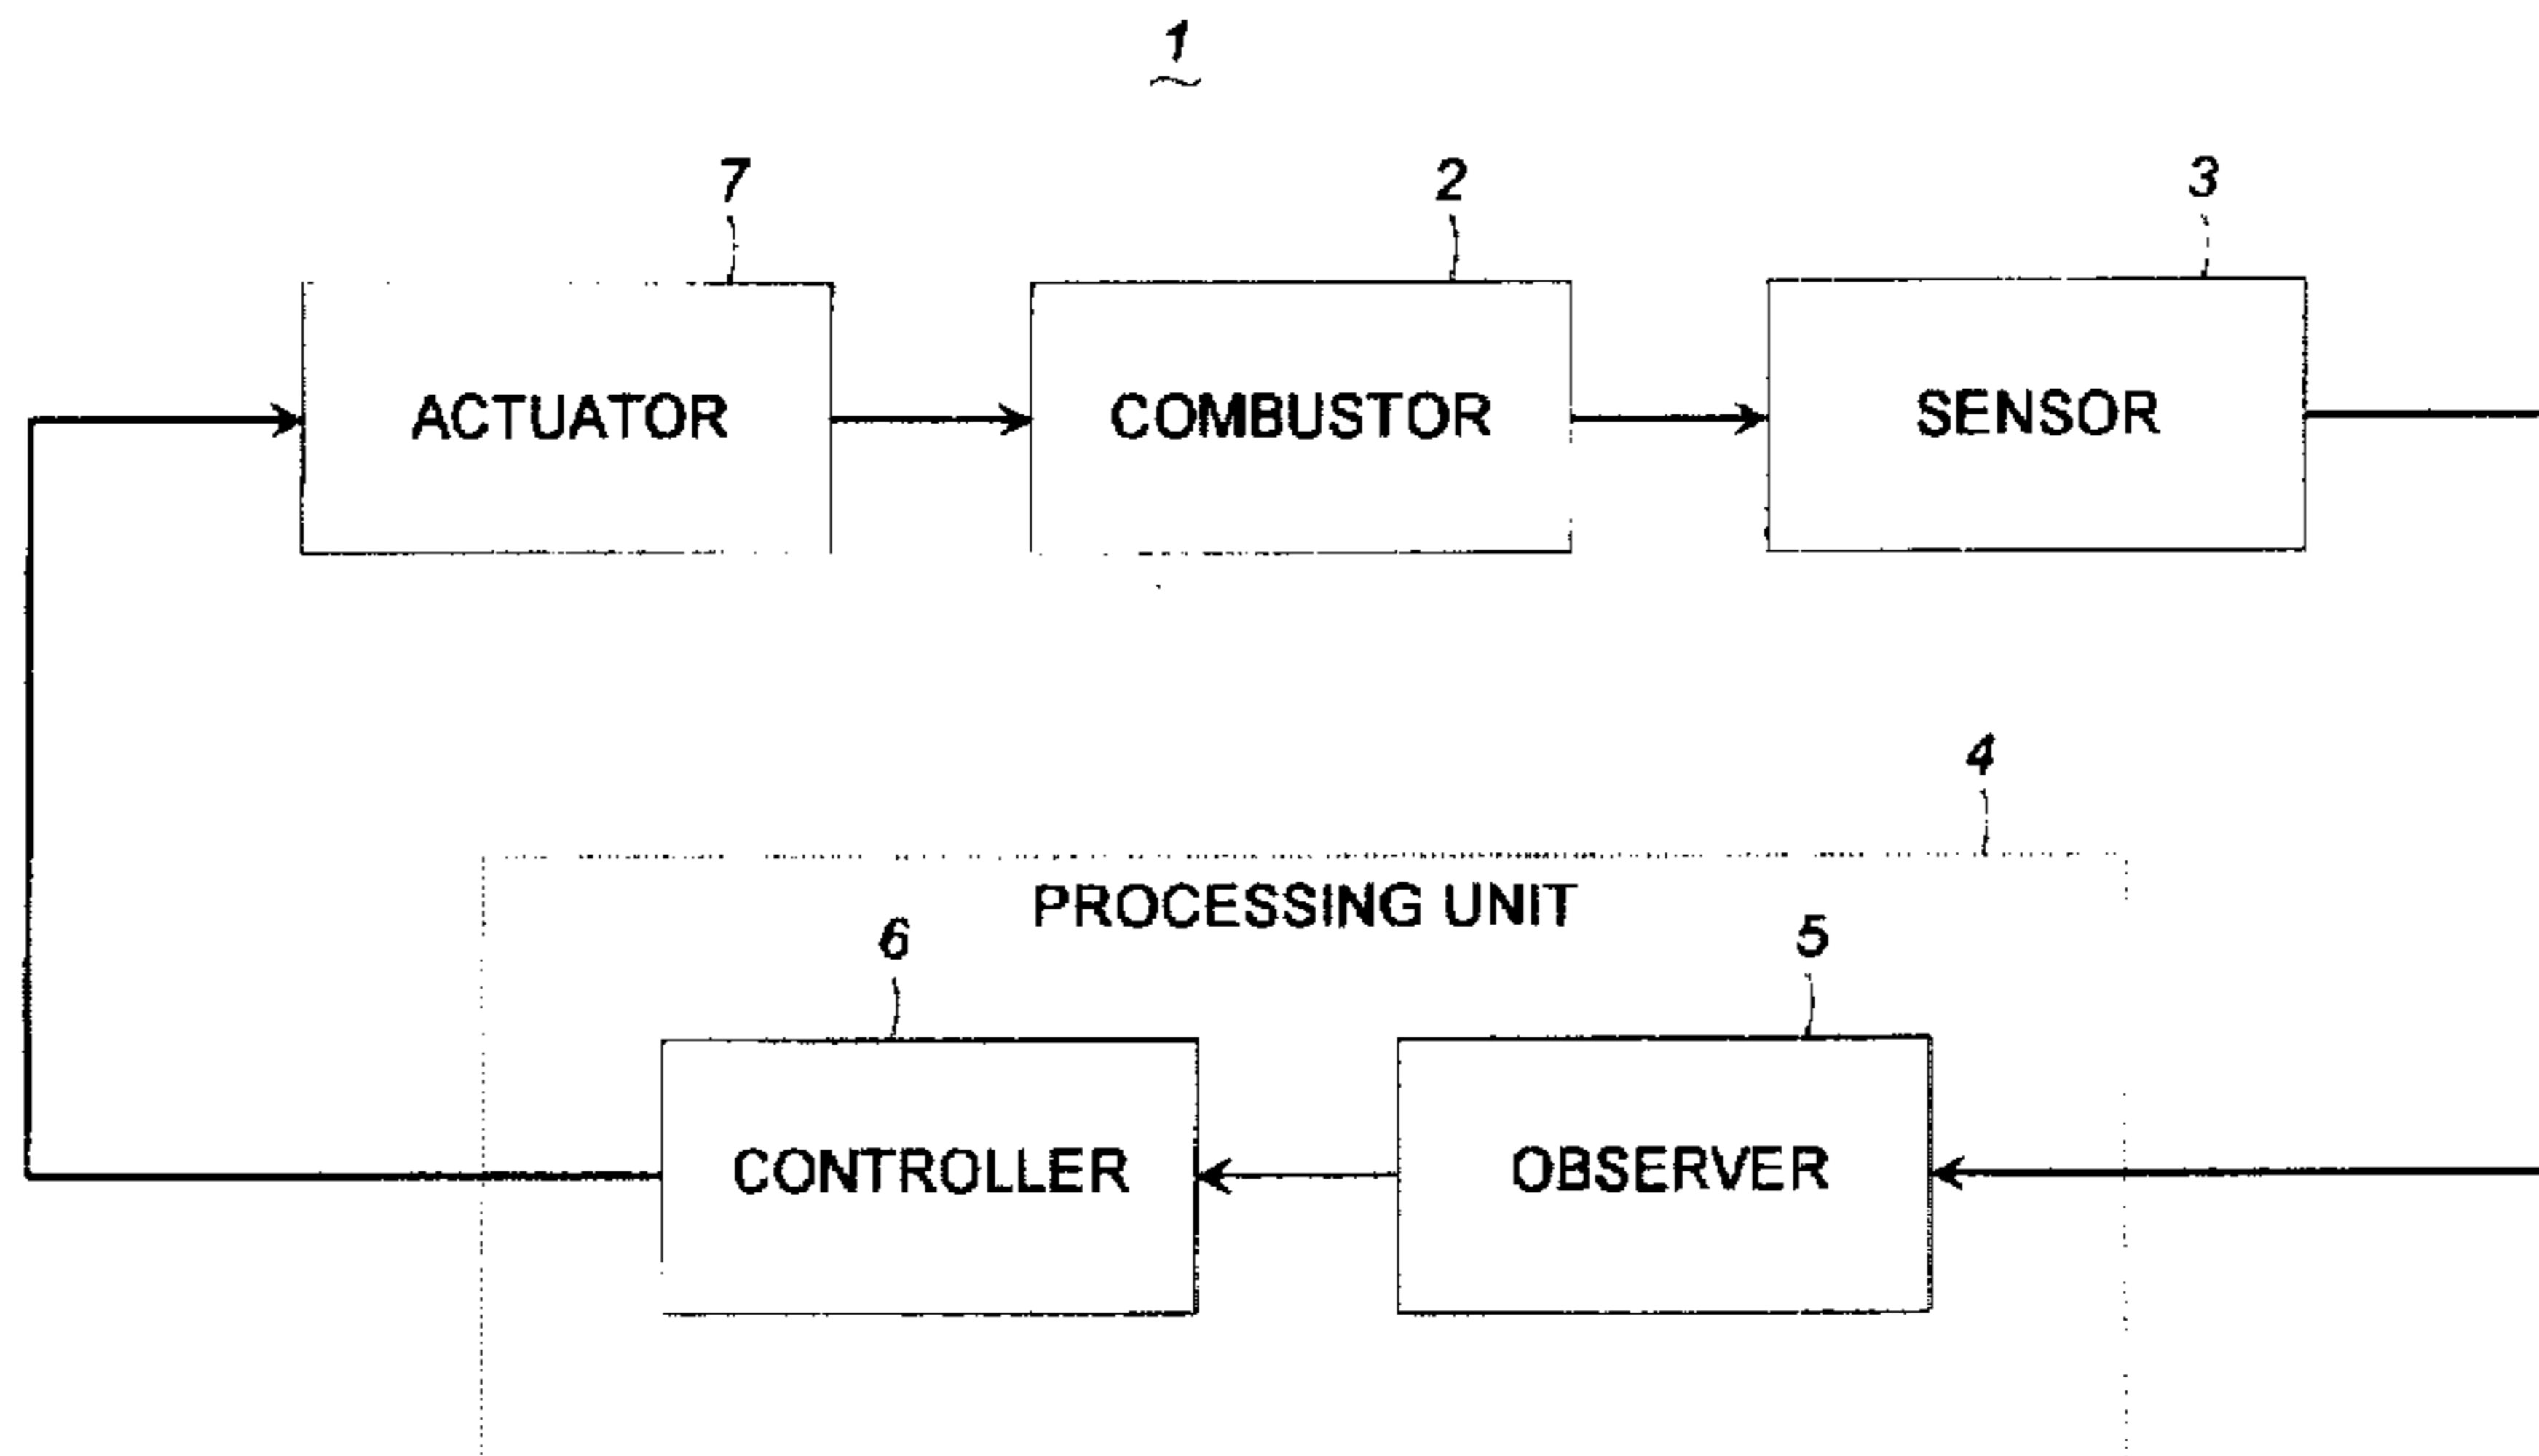 1
7 2 3
ACTUATOR COMBUSTOR SENSOR
4
PROCESSING UNIT
6 5
CONTROLLER OBSERVER